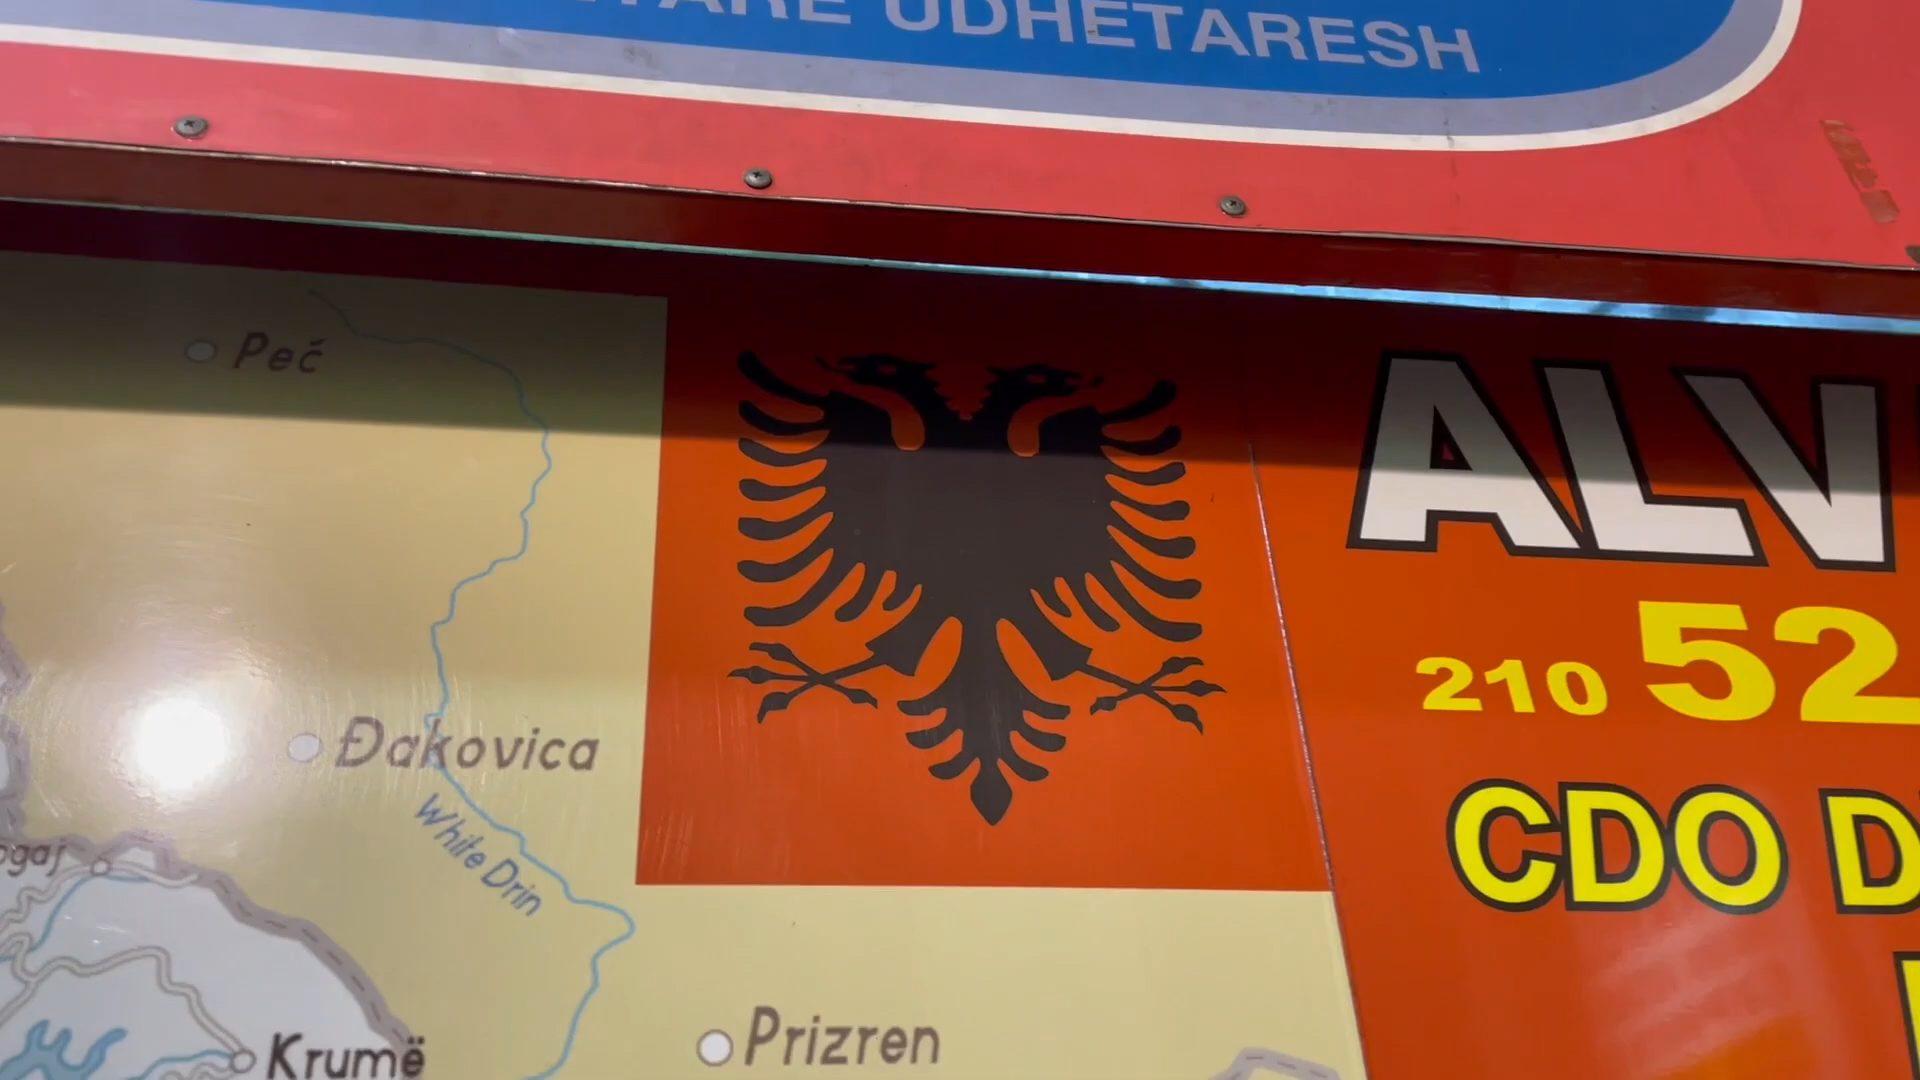 UDHETARESH
Peč
ALV
210 52
Đakovica
White Drin
CDO D
Prizren
Krumë